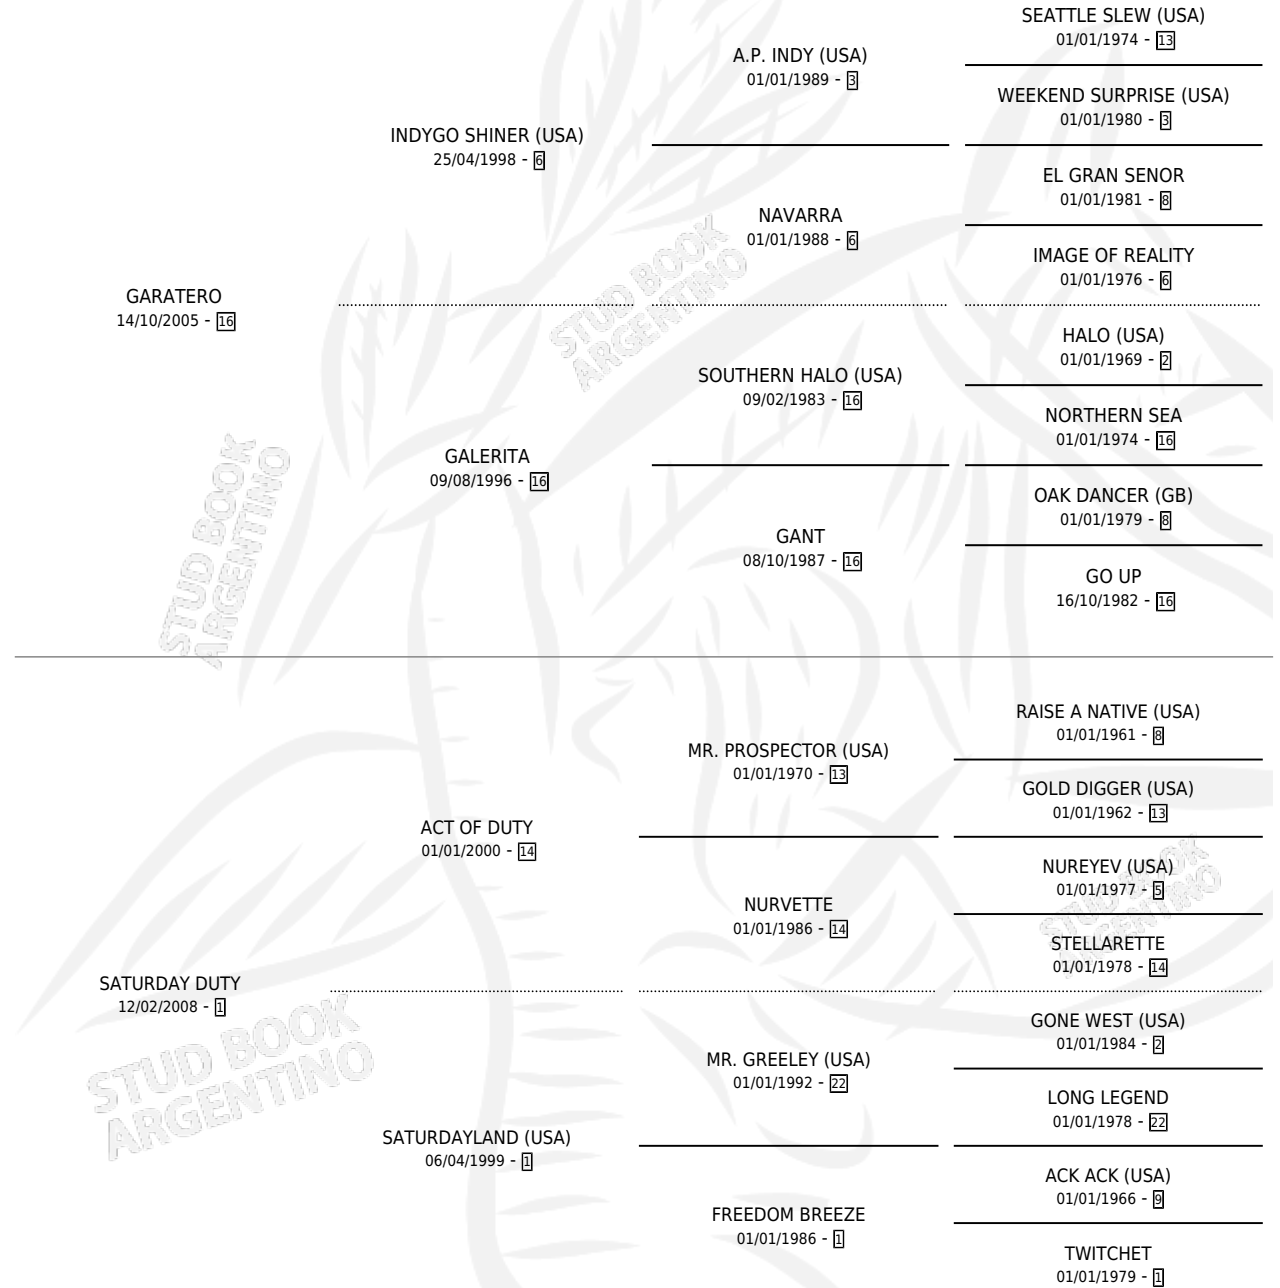 SEATTLE SLEW (USA)
01/01/1974 - 13
A.P. INDY (USA)
01/01/1989 - 3
WEEKEND SURPRISE (USA)
01/01/1980 - 3
INDYGO SHINER (USA)
25/04/1998 - 6
EL GRAN SENOR
01/01/1981 - 8
NAVARRA
01/01/1988 - 6
IMAGE OF REALITY
01/01/1976 - 6
GARATERO
14/10/2005 - 16
HALO (USA)
01/01/1969 - 2
SOUTHERN HALO (USA)
09/02/1983 - 16
NORTHERN SEA
01/01/1974 - 16
GALERITA
09/08/1996 - 16
OAK DANCER (GB)
01/01/1979 - 8
GANT
08/10/1987 - 16
GO UP
16/10/1982 - 16
RAISE A NATIVE (USA)
01/01/1961 - 8
MR. PROSPECTOR (USA)
01/01/1970 - 13
GOLD DIGGER (USA)
01/01/1962 - 13
ACT OF DUTY
01/01/2000 - 14
NUREYEV (USA)
01/01/1977 - 5
NURVETTE
01/01/1986 - 14
STELLARETTE
01/01/1978 - 14
SATURDAY DUTY
12/02/2008 - 1
GONE WEST (USA)
01/01/1984 - 2
MR. GREELEY (USA)
01/01/1992 - 22
LONG LEGEND
01/01/1978 - 22
SATURDAYLAND (USA)
06/04/1999 - 1
ACK ACK (USA)
01/01/1966 - 9
FREEDOM BREEZE
01/01/1986 - 1
TWITCHET
01/01/1979 - 1
STUD BOOK
ARGENTINO
STUD BOOK
ARGENTINO
STUD BOOK
ARGENTINO
STUD BOOK
ARGENTINO